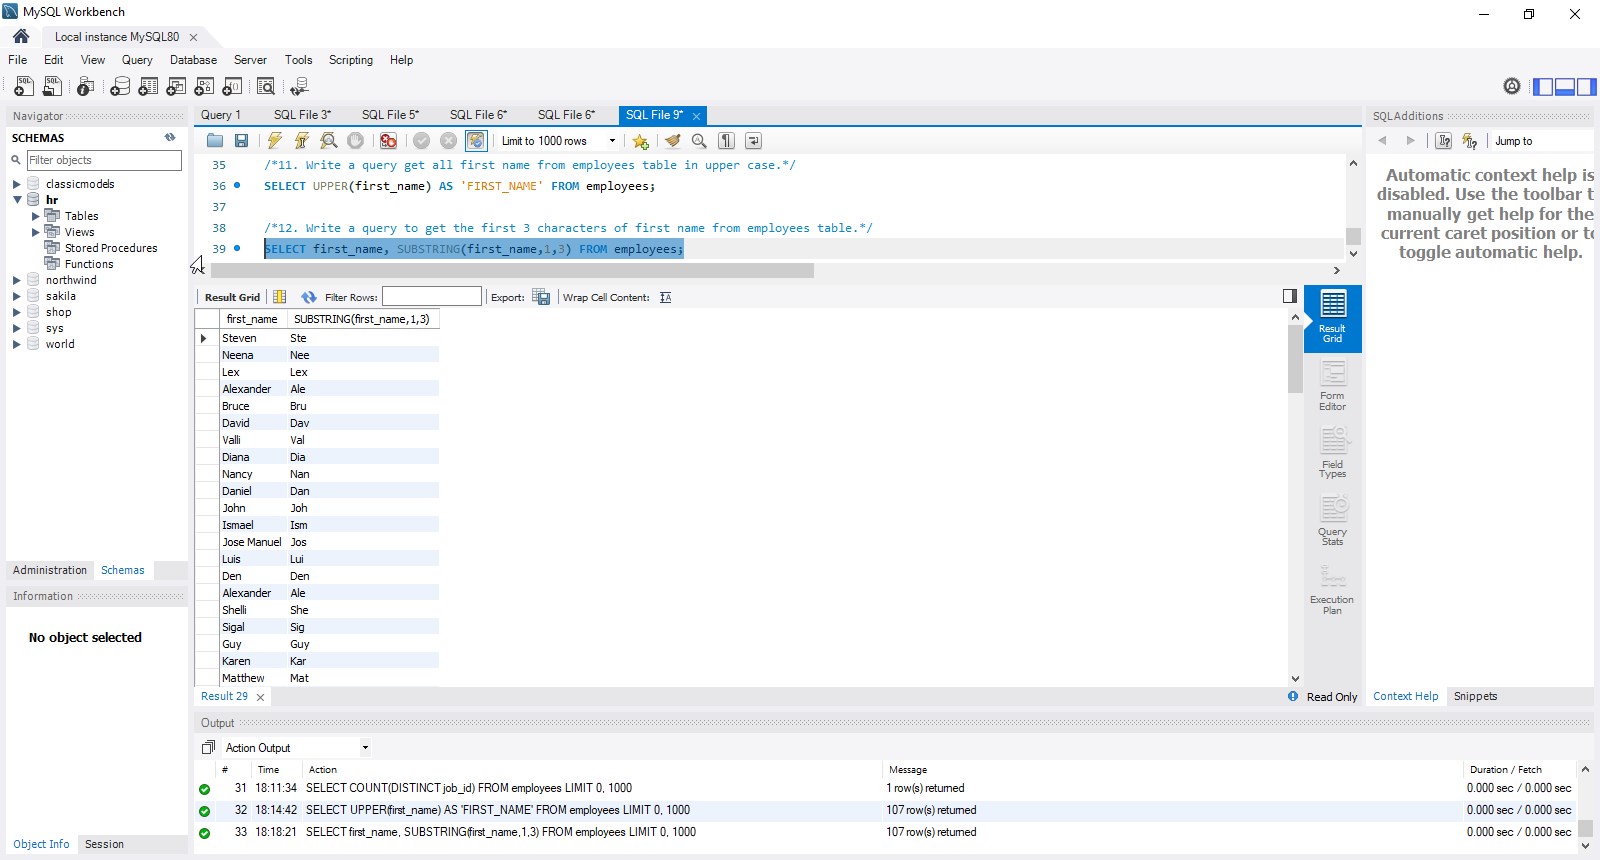 MySQL Workbench
Local instance MySQL80
File Edit View Query Database Server Tools Scripting Help
Navigator
SCHEMAS
Filter objects
classicmodels
hr
Tables
Views
Stored Procedures
Functions
northwind
sakila
shop
sys
world
Administration Schemas
Information
No object selected
Object Info Session
Query 1 SQL File 3* SQL File 5* SQL File 6* SQL File 6* SQL File 9*
Limit to 1000 rows
35 /*11. Write a query get all first name from employees table in upper case.*/
36 SELECT UPPER(first_name) AS 'FIRST_NAME' FROM employees;
37
38 /*12. Write a query to get the first 3 characters of first name from employees table.*/
39 SELECT first_name, SUBSTRING(first_name,1,3) FROM employees;
Result Grid Filter Rows: Export: Wrap Cell Content:
first_name SUBSTRING(first_name,1,3)
Steven Ste
Neena Nee
Lex Lex
Alexander Ale
Bruce Bru
David Dav
Valli Val
Diana Dia
Nancy Nan
Daniel Dan
John Joh
Ismael Ism
Jose Manuel Jos
Luis Lui
Den Den
Alexander Ale
Shelli She
Sigal Sig
Guy Guy
Karen Kar
Matthew Mat
Result 29
Read Only
Result
Grid
Form
Editor
Field
Types
Query
Stats
Execution
Plan
SQLAdditions
Jump to
Automatic context help is
disabled. Use the toolbar t
manually get help for the
current caret position or to
toggle automatic help.
Context Help Snippets
Output
Action Output
# Time Action Message Duration / Fetch
31 18:11:34 SELECT COUNT(DISTINCT job_id) FROM employees LIMIT 0, 1000 1 row(s) returned 0.000 sec / 0.000 sec
32 18:14:42 SELECT UPPER(first_name) AS 'FIRST_NAME' FROM employees LIMIT 0, 1000 107 row(s) returned 0.000 sec / 0.000 sec
33 18:18:21 SELECT first_name, SUBSTRING(first_name,1,3) FROM employees LIMIT 0, 1000 107 row(s) returned 0.000 sec / 0.000 sec